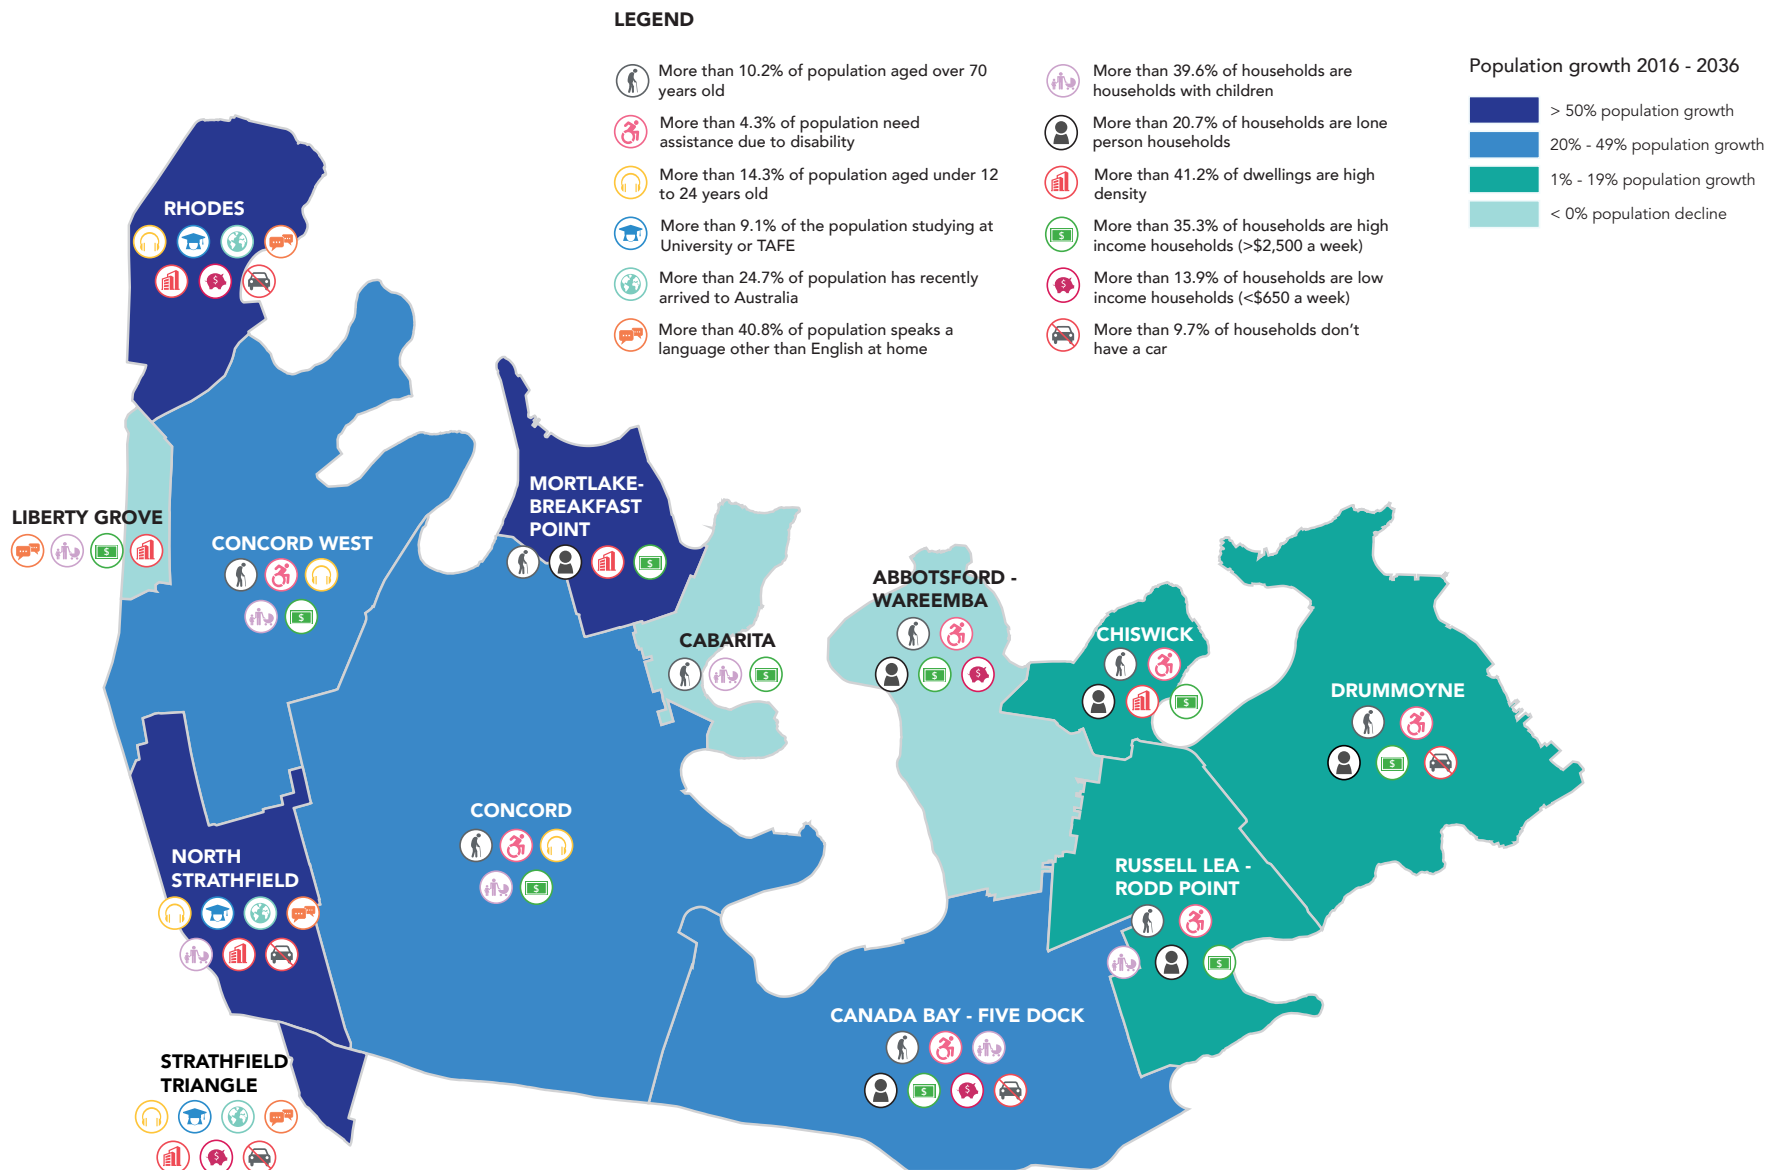 LEGEND
More than 10.2% of population aged over 70
years old
More than 4.3% of population need
assistance due to disability
More than 14.3% of population aged under 12
to 24 years old
More than 9.1% of the population studying at
University or TAFE
More than 24.7% of population has recently
arrived to Australia
More than 40.8% of population speaks a
language other than English at home
More than 39.6% of households are
households with children
More than 20.7% of households are lone
person households
More than 41.2% of dwellings are high
density
More than 35.3% of households are high
income households (>$2,500 a week)
More than 13.9% of households are low
income households (<$650 a week)
More than 9.7% of households don't
have a car
Population growth 2016 - 2036
> 50% population growth
20% - 49% population growth
1% - 19% population growth
< 0% population decline
RHODES
LIBERTY GROVE
CONCORD WEST
MORTLAKE-
BREAKFAST
POINT
CABARITA
ABBOTSFORD -
WAREEMBA
CHISWICK
DRUMMOYNE
CONCORD
NORTH
STRATHFIELD
RUSSELL LEA -
RODD POINT
CANADA BAY - FIVE DOCK
STRATHFIELD
TRIANGLE